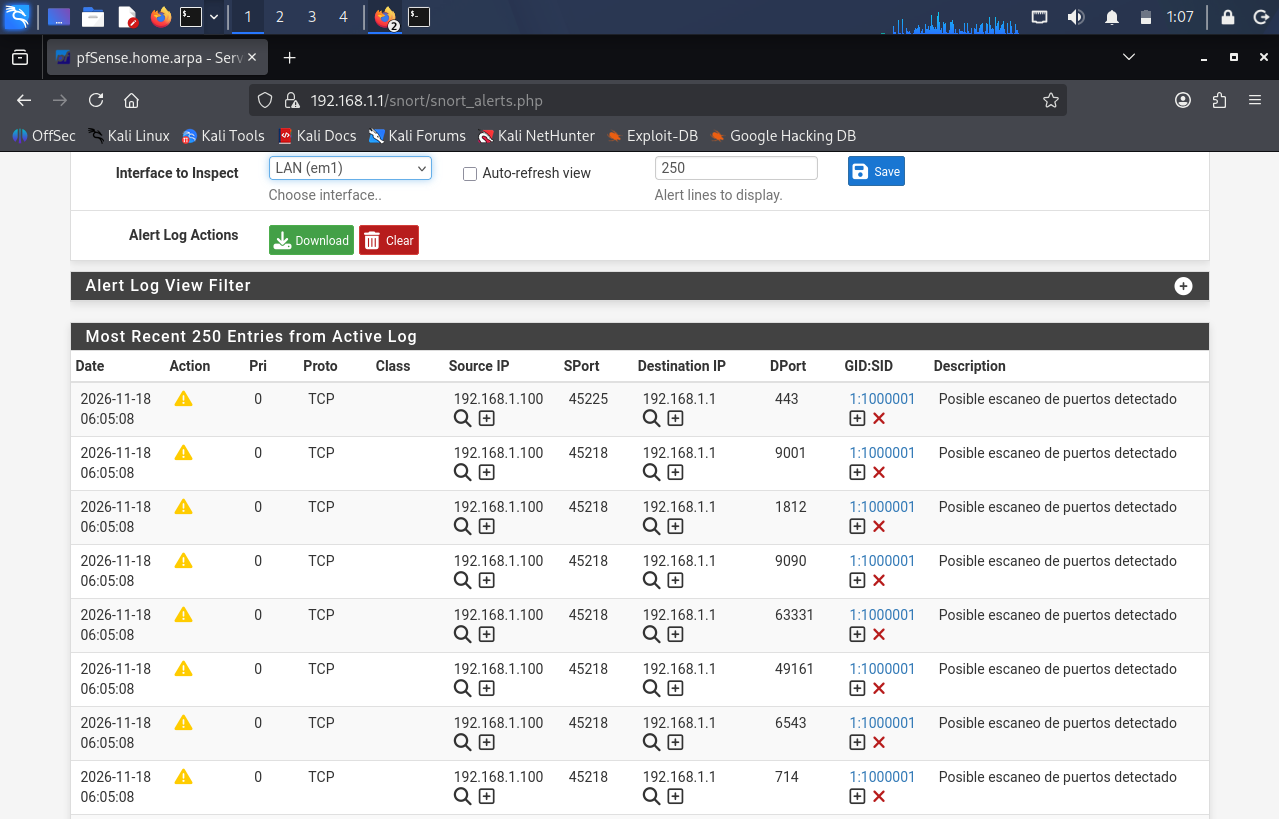 1 2 3 4 2 1:07
pfSense.home.arpa - Serv
192.168.1.1/snort/snort_alerts.php
OffSec Kali Linux Kali Tools Kali Docs Kali Forums Kali NetHunter Exploit-DB Google Hacking DB
Interface to Inspect LAN (em1) Auto-refresh view 250 Save
Choose interface.. Alert lines to display.
Alert Log Actions Download Clear
Alert Log View Filter
Most Recent 250 Entries from Active Log
Date Action Pri Proto Class Source IP SPort Destination IP DPort GID:SID Description
2026-11-18 0 TCP 192.168.1.100 45225 192.168.1.1 443 1:1000001 Posible escaneo de puertos detectado
06:05:08
2026-11-18 0 TCP 192.168.1.100 45218 192.168.1.1 9001 1:1000001 Posible escaneo de puertos detectado
06:05:08
2026-11-18 0 TCP 192.168.1.100 45218 192.168.1.1 1812 1:1000001 Posible escaneo de puertos detectado
06:05:08
2026-11-18 0 TCP 192.168.1.100 45218 192.168.1.1 9090 1:1000001 Posible escaneo de puertos detectado
06:05:08
2026-11-18 0 TCP 192.168.1.100 45218 192.168.1.1 63331 1:1000001 Posible escaneo de puertos detectado
06:05:08
2026-11-18 0 TCP 192.168.1.100 45218 192.168.1.1 49161 1:1000001 Posible escaneo de puertos detectado
06:05:08
2026-11-18 0 TCP 192.168.1.100 45218 192.168.1.1 6543 1:1000001 Posible escaneo de puertos detectado
06:05:08
2026-11-18 0 TCP 192.168.1.100 45218 192.168.1.1 714 1:1000001 Posible escaneo de puertos detectado
06:05:08